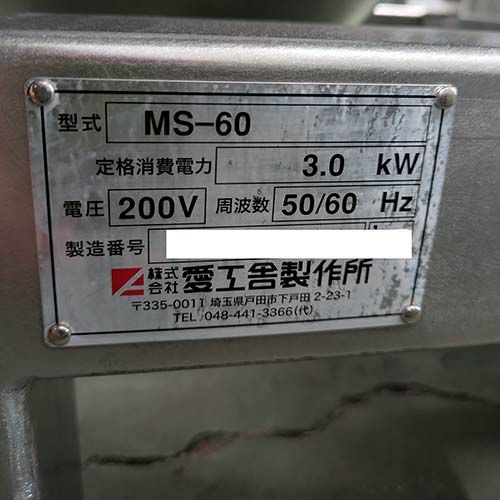 型式 MS-60
定格消費電力 3.0 kW
電圧 200V 周波数 50/60 Hz
製造番号
株式会社 愛工舎製作所
〒335-0011 埼玉県戸田市下戸田 2-23-1
TEL 048-441-3366(代)